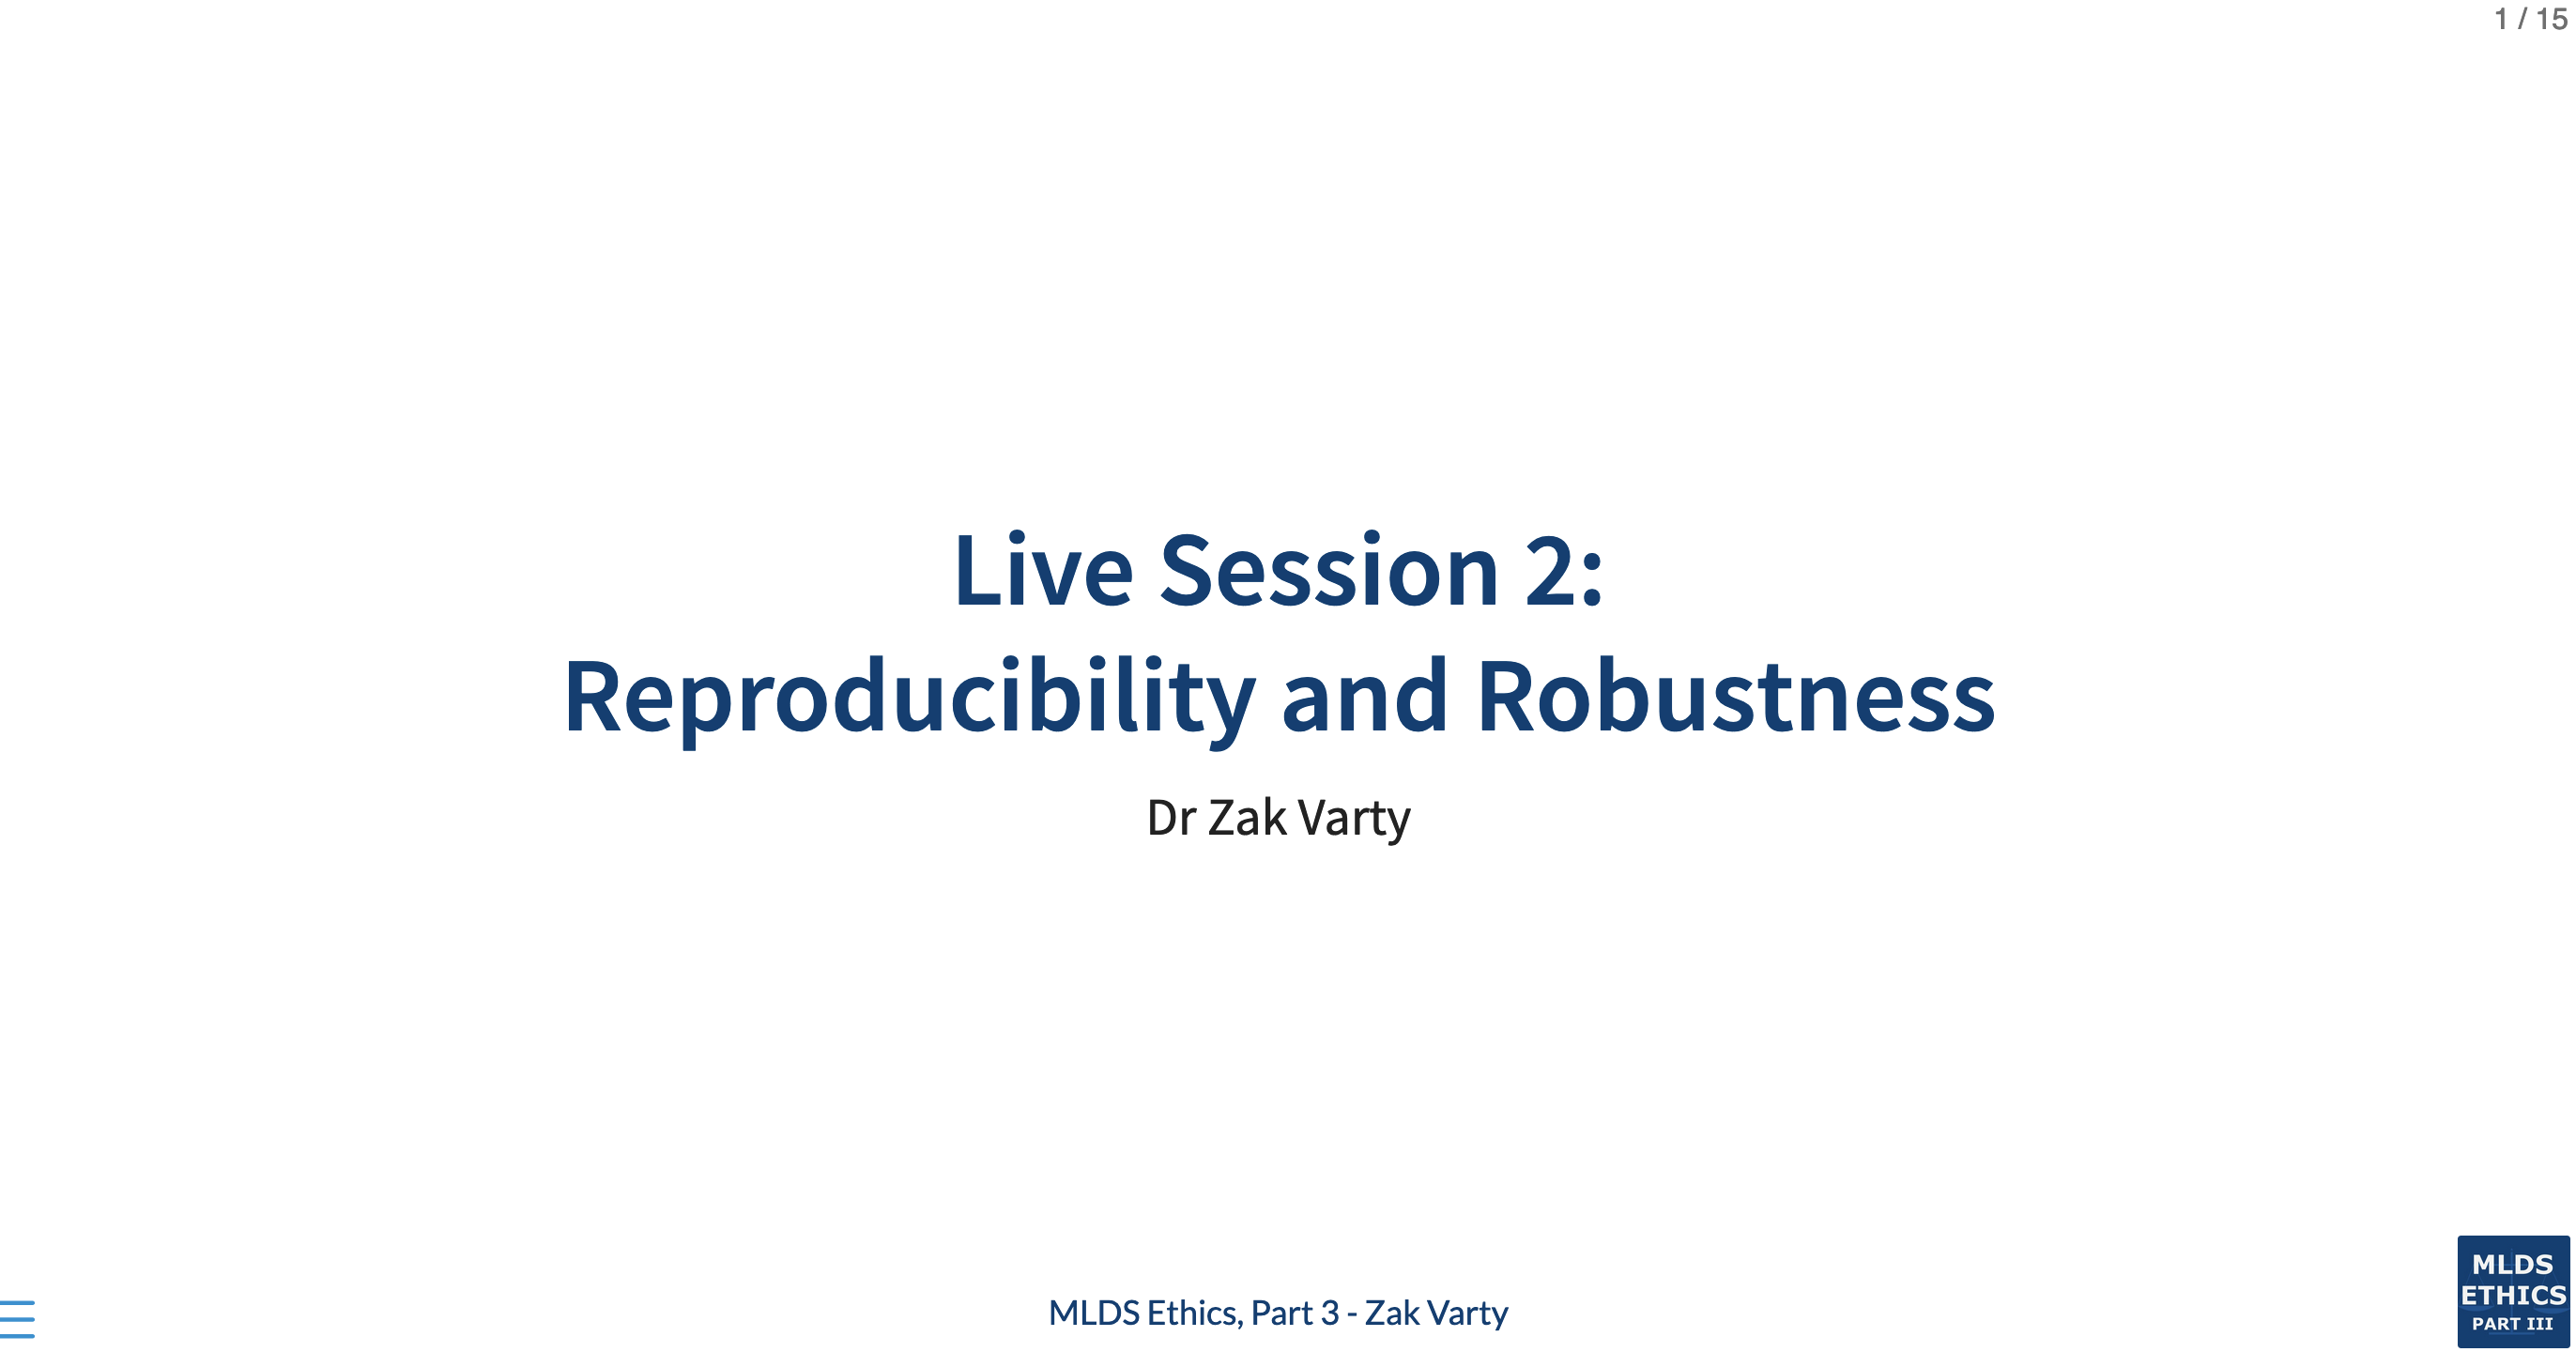 1 / 15
Live Session 2:
Reproducibility and Robustness
Dr Zak Varty
MLDS Ethics, Part 3 - Zak Varty
MLDS
ETHICS
PART III